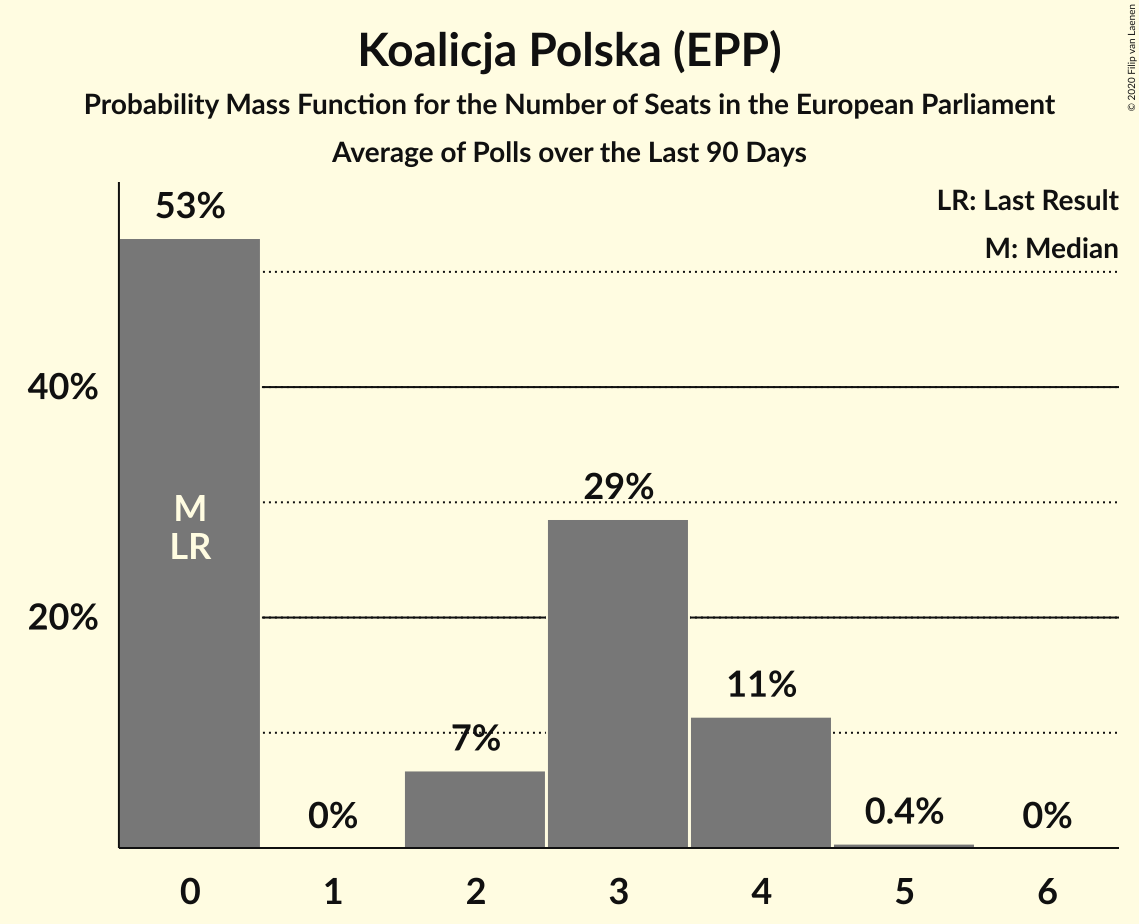 Koalicja Polska (EPP)
Probability Mass Function for the Number of Seats in the European Parliament
Average of Polls over the Last 90 Days
© 2020 Filip van Laenen
LR: Last Result
M: Median
53%
40%
M
LR
29%
20%
11%
7%
0%
0.4%
0%
0 1 2 3 4 5 6